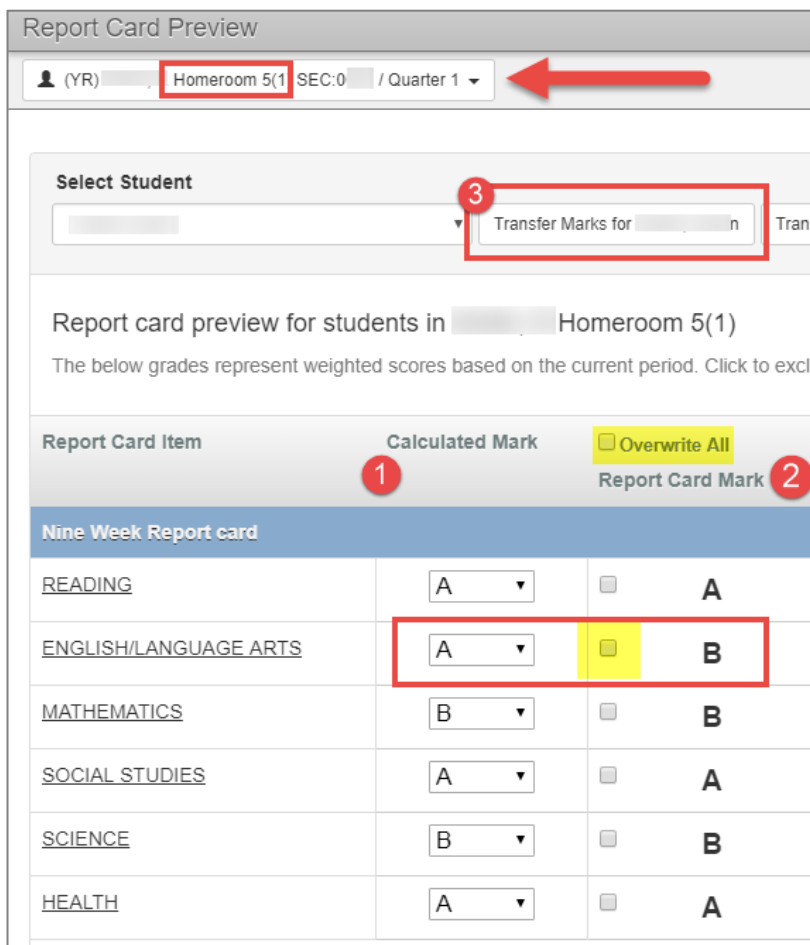 Report Card Preview
(YR) Homeroom 5(1 SEC:0 / Quarter 1
Select Student
3
Transfer Marks for n Tran
Report card preview for students in Homeroom 5(1)
The below grades represent weighted scores based on the current period. Click to excl
Report Card Item Calculated Mark Overwrite All
1 Report Card Mark 2
Nine Week Report card
READING A A
ENGLISH/LANGUAGE ARTS A B
MATHEMATICS B B
SOCIAL STUDIES A A
SCIENCE B B
HEALTH A A